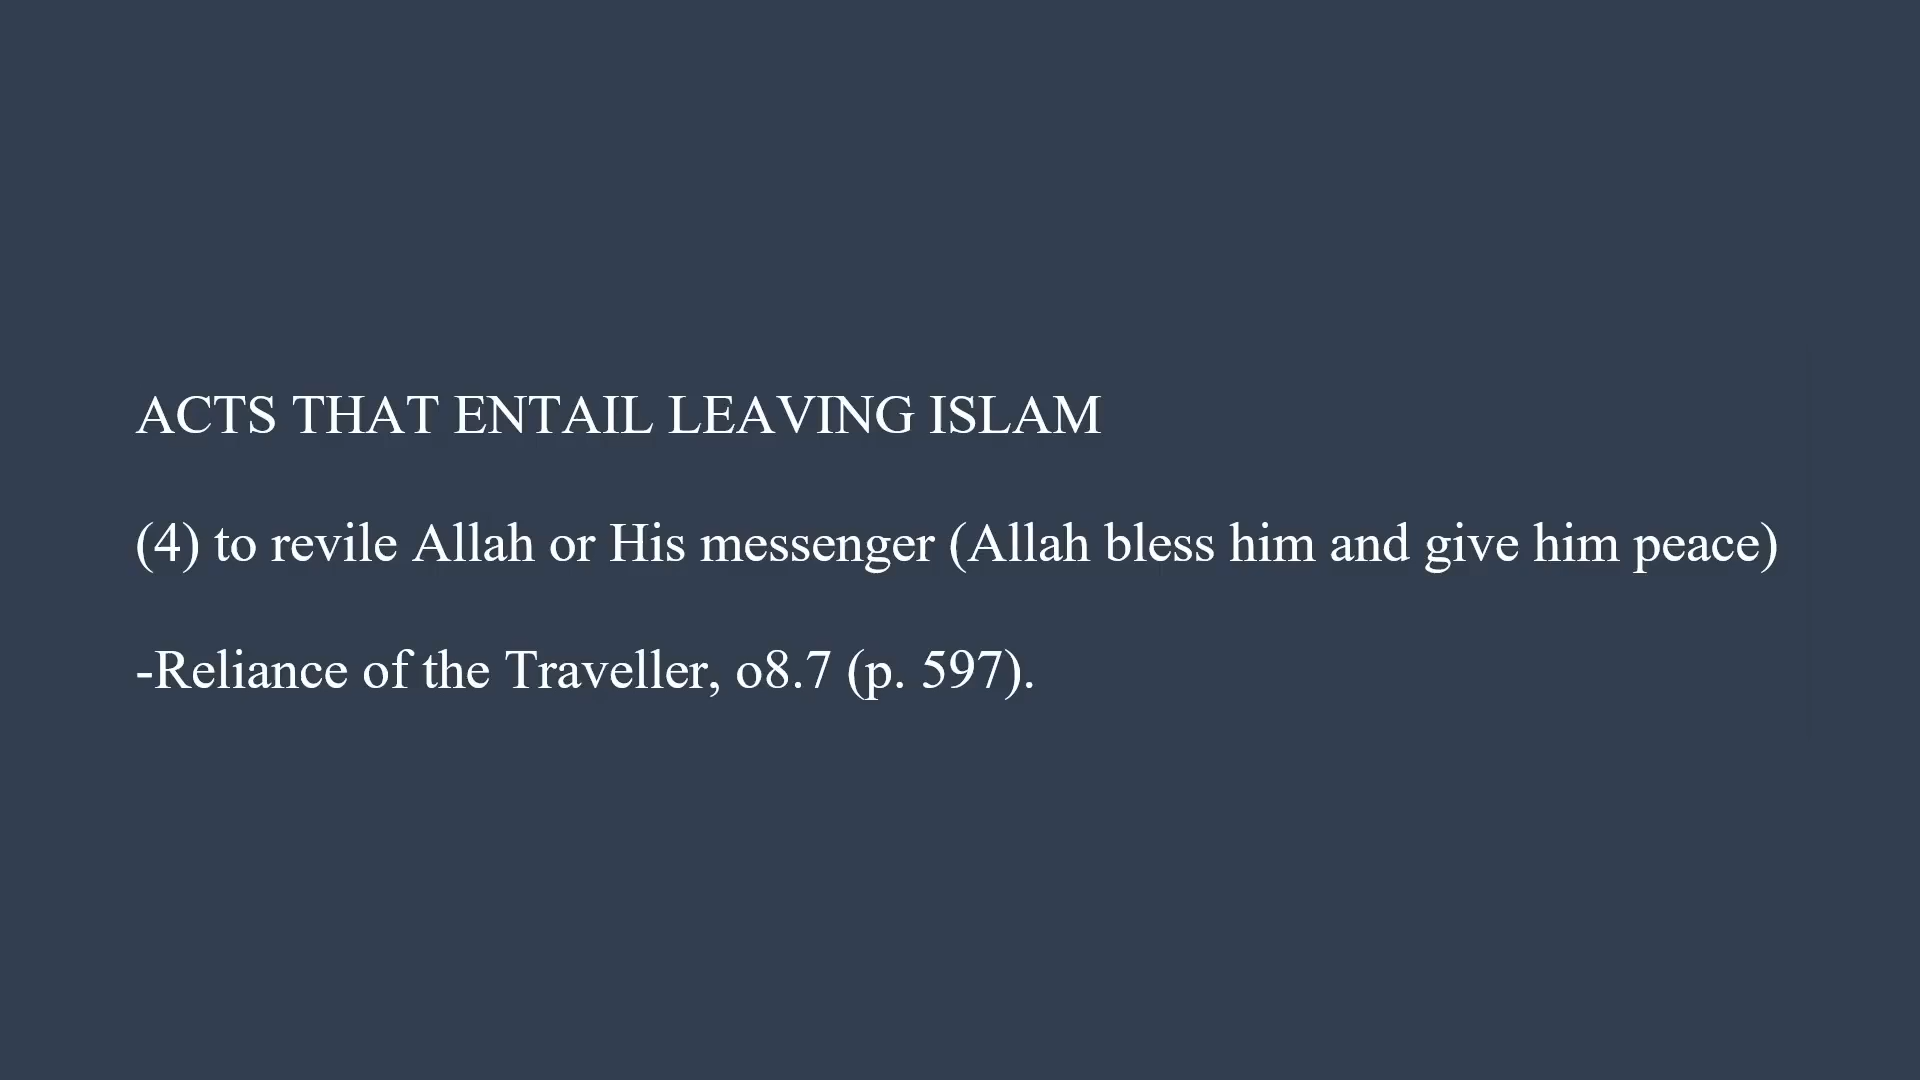 ACTS THAT ENTAIL LEAVING ISLAM
(4) to revile Allah or His messenger (Allah bless him and give him peace)
-Reliance of the Traveller, o8.7 (p. 597).